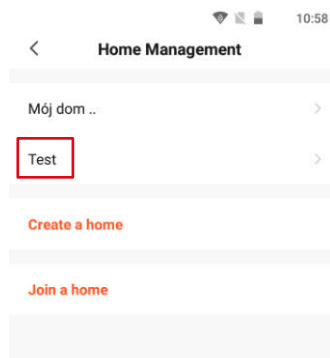 10:58
Home Management
Mój dom ..
Test
Create a home
Join a home